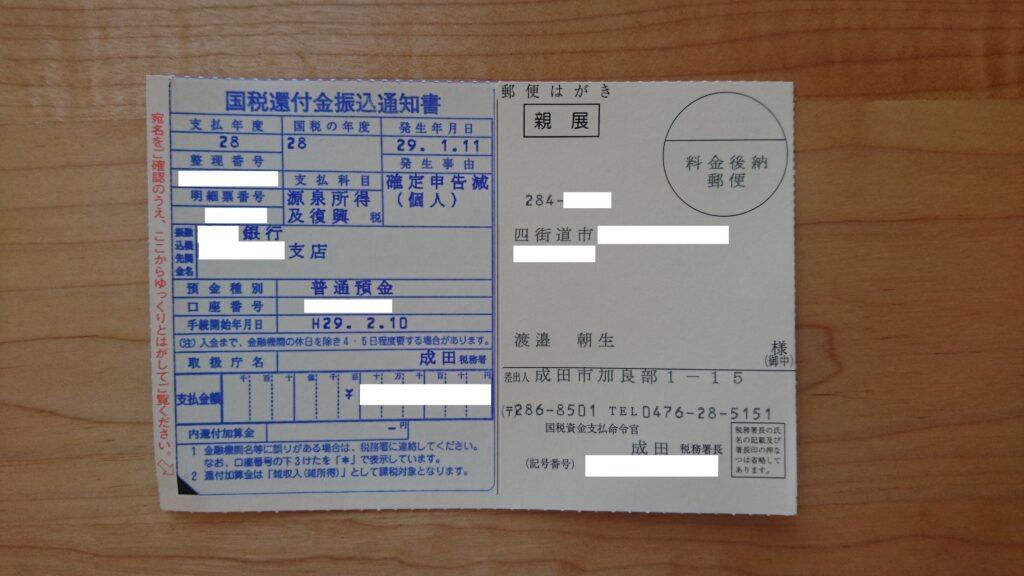 宛名をご確認のうえ、ここからゆっくりとはがしてご覧ください。
国税還付金振込通知書
支払年度 国税の年度 発生年月日
28 28 29. 1.11
整理番号 発生事由
支払科目 確定申告減
(個人)
明細票番号 源泉所得
及復興 税
振込先金融機関名
銀行
支店
預金種別 普通預金
口座番号
手続開始年月日 H29. 2.10
(注)入金まで、金融機関の休日を除き4・5日程度要する場合があります。
取扱庁名 成田 税務署
千 百 十 億 千 百 十 万 千 百 十 円
支払金額 ¥
内還付加算金 -円
1 金融機関名等に誤りがある場合は、税務署に連絡してください。
なお、口座番号の下3けたを「*」で表示しています。
2 還付加算金は「雑収入(雑所得)」として課税対象となります。
郵便はがき
親展
料金後納
郵便
284-
四街道市
渡邉 朝生
様
(御中)
差出人 成田市加良部1-15
(〒286-8501 TEL0476-28-5151
国税資金支払命令官
成田 税務署長
(記号番号)
税務署長の氏
名の記載及び
署長印の押な
つは省略して
あります。